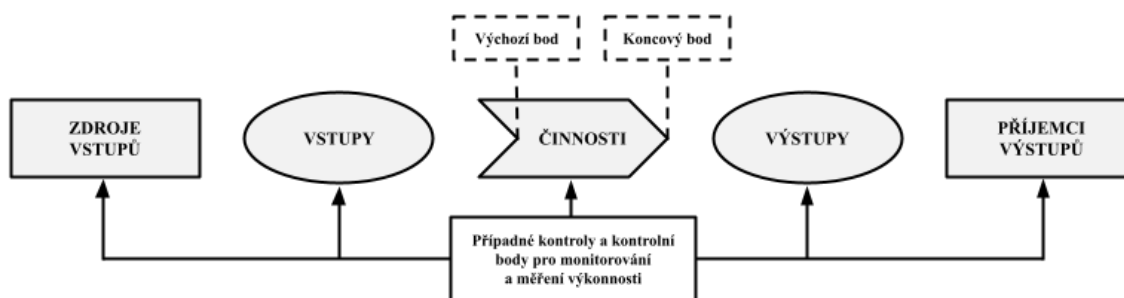 Výchozí bod
Koncový bod
ZDROJE
VSTUPŮ
VSTUPY
ČINNOSTI
VÝSTUPY
PŘÍJEMCI
VÝSTUPŮ
Případné kontroly a kontrolní
body pro monitorování
a měření výkonnosti